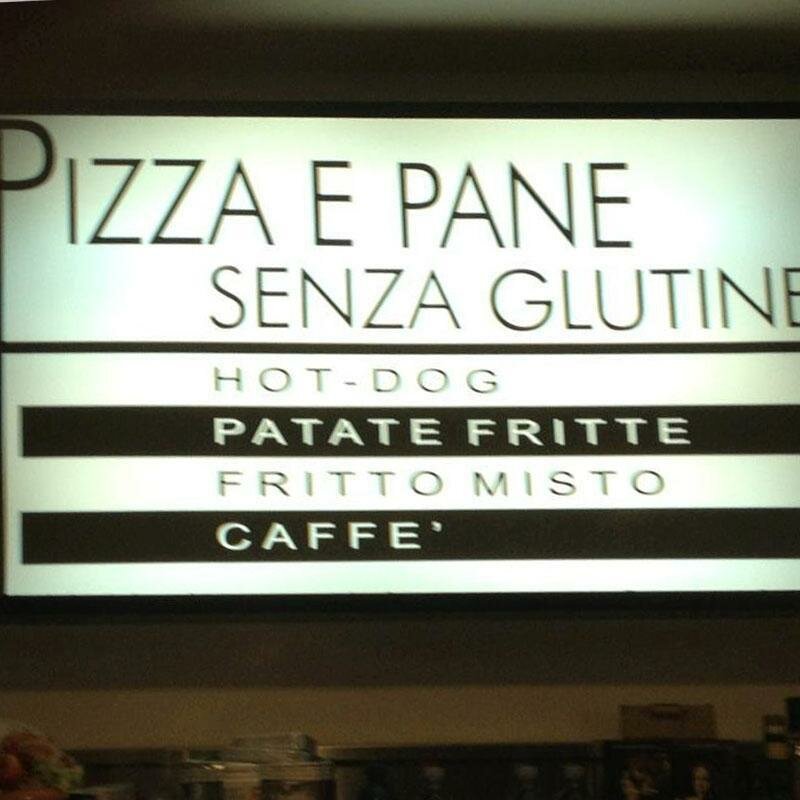 PIZZA E PANE
SENZA GLUTINE
HOT-DOG
PATATE FRITTE
FRITTO MISTO
CAFFE'